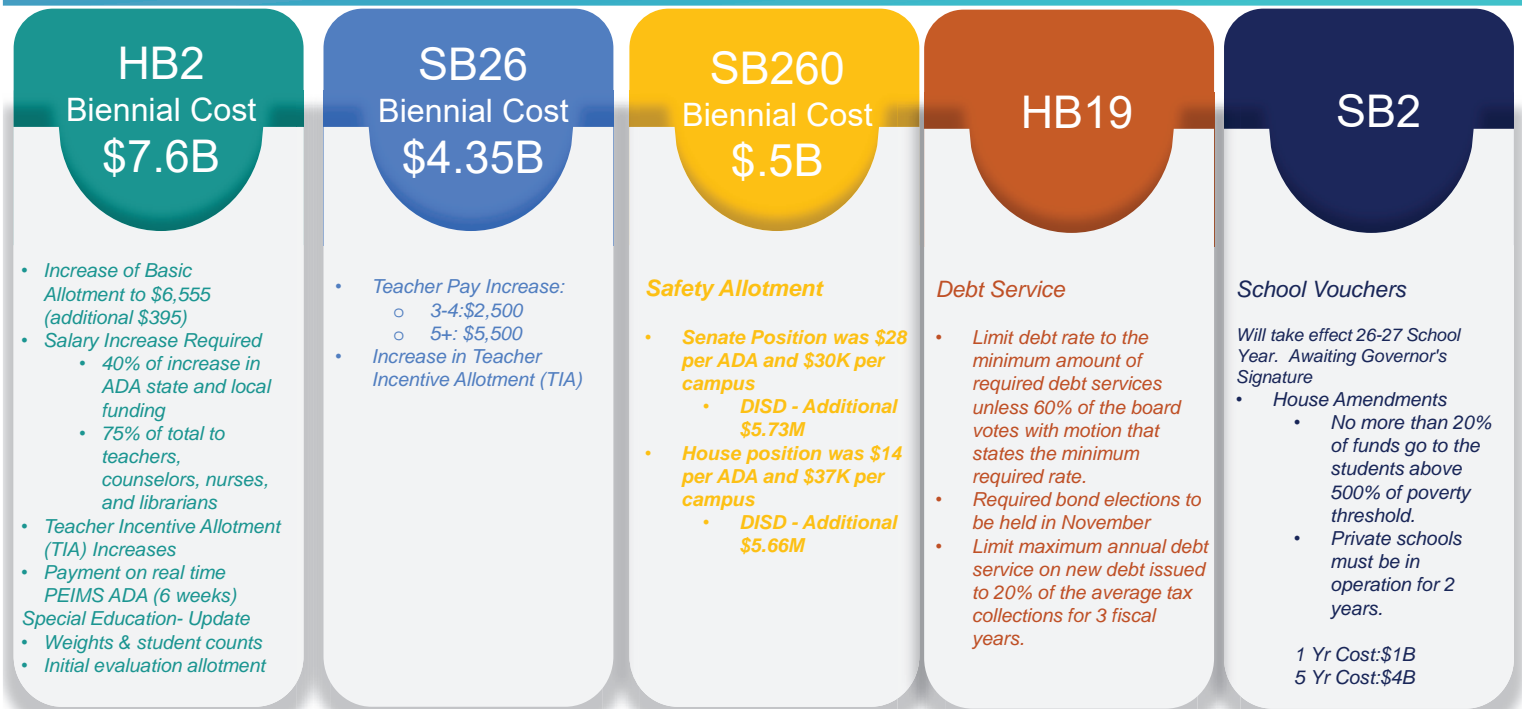 HB2
Biennial Cost
$7.6B
• Increase of Basic
Allotment to $6,555
(additional $395)
• Salary Increase Required
• 40% of increase in
ADA state and local
funding
• 75% of total to
teachers,
counselors, nurses,
and librarians
• Teacher Incentive Allotment
(TIA) Increases
• Payment on real time
PEIMS ADA (6 weeks)
Special Education- Update
• Weights & student counts
• Initial evaluation allotment
SB26
Biennial Cost
$4.35B
• Teacher Pay Increase:
o 3-4:$2,500
o 5+: $5,500
• Increase in Teacher
Incentive Allotment (TIA)
SB260
Biennial Cost
$.5B
Safety Allotment
• Senate Position was $28
per ADA and $30K per
campus
• DISD - Additional
$5.73M
• House position was $14
per ADA and $37K per
campus
• DISD - Additional
$5.66M
HB19
Debt Service
• Limit debt rate to the
minimum amount of
required debt services
unless 60% of the board
votes with motion that
states the minimum
required rate.
• Required bond elections to
be held in November
• Limit maximum annual debt
service on new debt issued
to 20% of the average tax
collections for 3 fiscal
years.
SB2
School Vouchers
Will take effect 26-27 School
Year. Awaiting Governor's
Signature
• House Amendments
• No more than 20%
of funds go to the
students above
500% of poverty
threshold.
• Private schools
must be in
operation for 2
years.
1 Yr Cost:$1B
5 Yr Cost:$4B